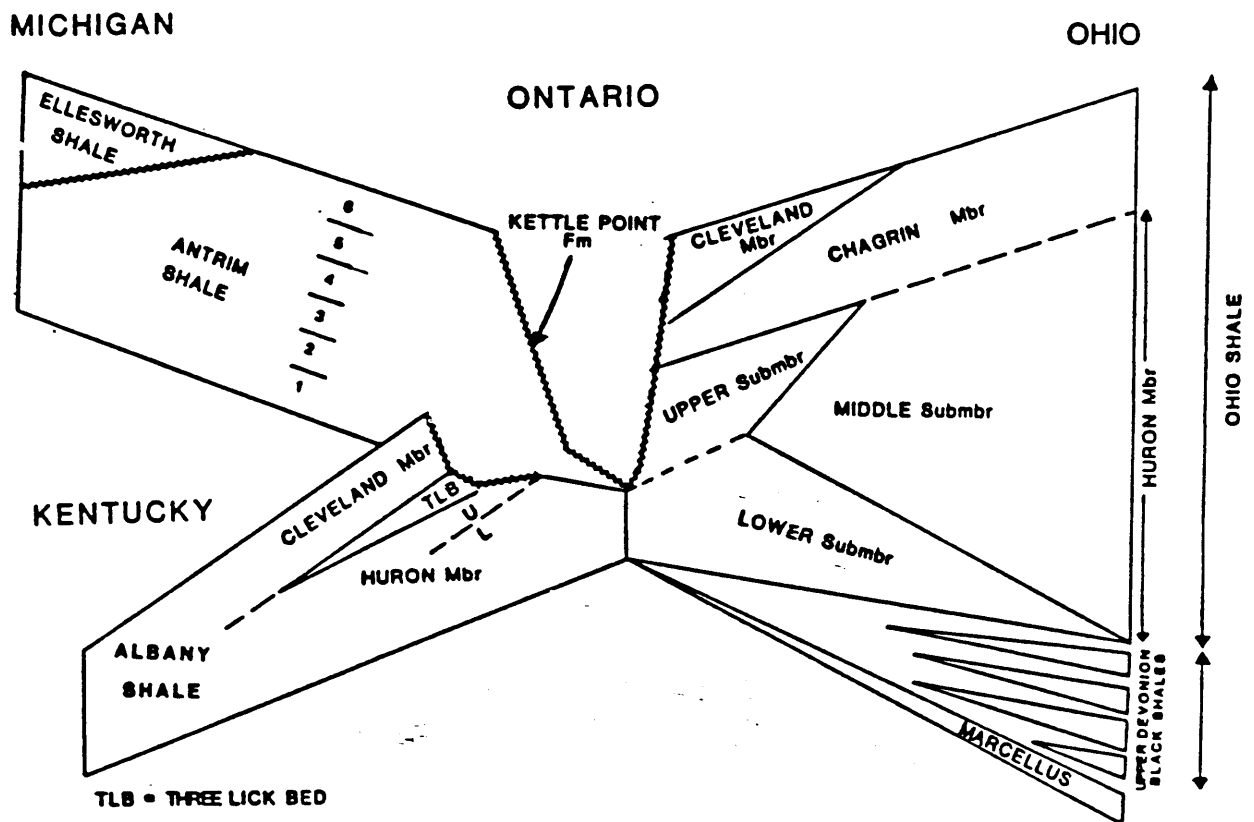 MICHIGAN
OHIO
ONTARIO
ELLESWORTH
SHALE
KETTLE POINT
Fm
CLEVELAND
Mbr
CHAGRIN Mbr
ANTRIM
SHALE
6
5
4
3
2
1
UPPER Submbr
MIDDLE Submbr
HURON Mbr
OHIO SHALE
KENTUCKY
CLEVELAND Mbr
TLB
U
L
HURON Mbr
LOWER Submbr
ALBANY
SHALE
MARCELLUS
UPPER DEVONION
BLACK SHALES
TLB = THREE LICK BED